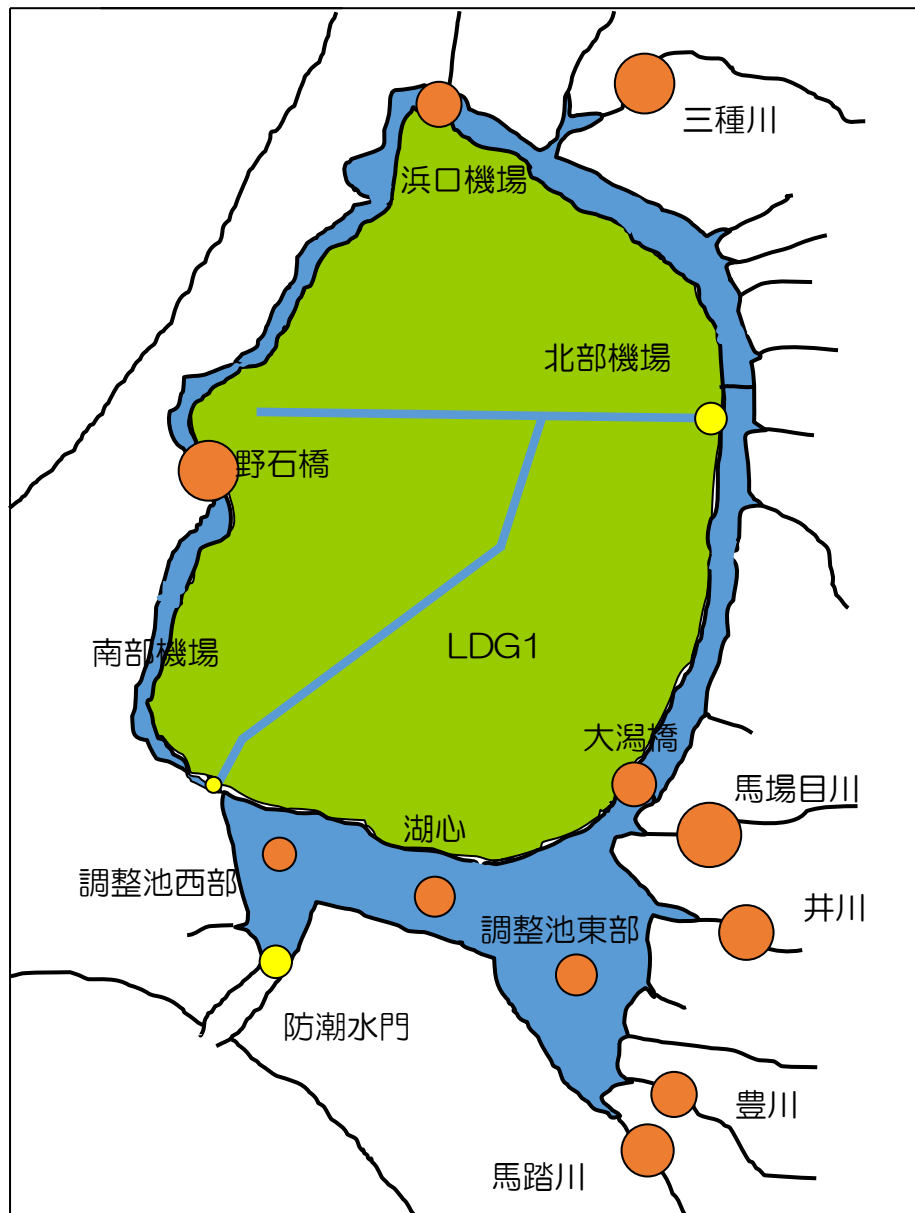 三種川
浜口機場
北部機場
野石橋
南部機場
LDG1
大潟橋
馬場目川
湖心
調整池西部
井川
調整池東部
防潮水門
豊川
馬踏川